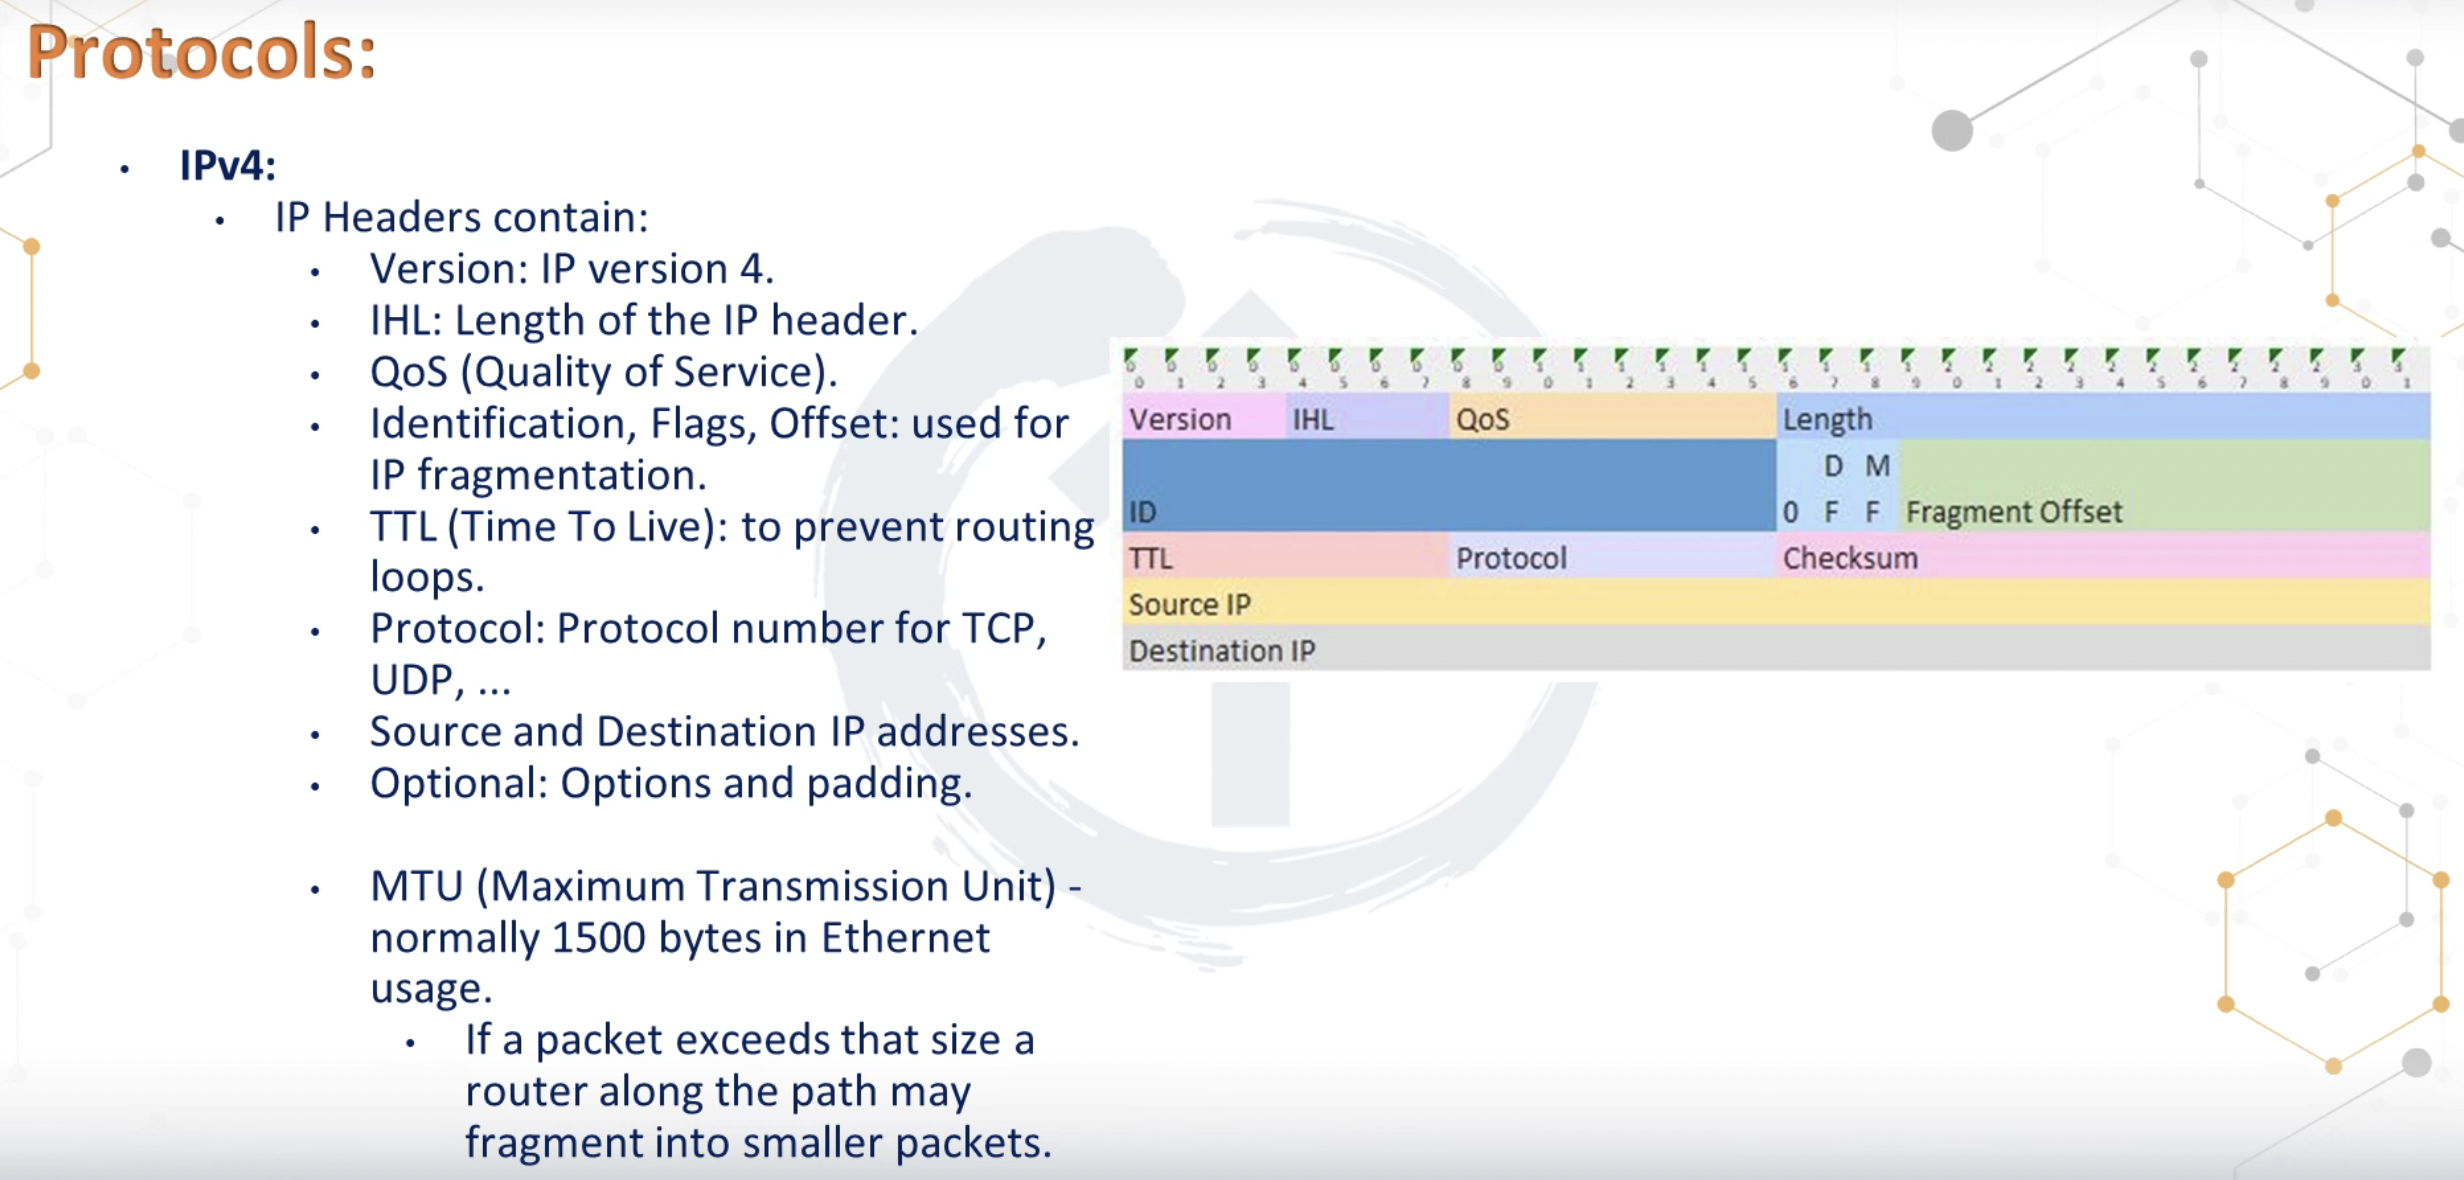 Protocols:
• IPv4:
• IP Headers contain:
• Version: IP version 4.
• IHL: Length of the IP header.
• QoS (Quality of Service).
• Identification, Flags, Offset: used for
IP fragmentation.
• TTL (Time To Live): to prevent routing
loops.
• Protocol: Protocol number for TCP,
UDP, ...
• Source and Destination IP addresses.
• Optional: Options and padding.
• MTU (Maximum Transmission Unit) -
normally 1500 bytes in Ethernet
usage.
• If a packet exceeds that size a
router along the path may
fragment into smaller packets.
0 0 0 0 0 0 0 0 0 0 1 1 1 1 1 1 1 1 1 1 2 2 2 2 2 2 2 2 2 2 3 3
0 1 2 3 4 5 6 7 8 9 0 1 2 3 4 5 6 7 8 9 0 1 2 3 4 5 6 7 8 9 0 1
Version IHL QoS Length
D M
ID 0 F F Fragment Offset
TTL Protocol Checksum
Source IP
Destination IP